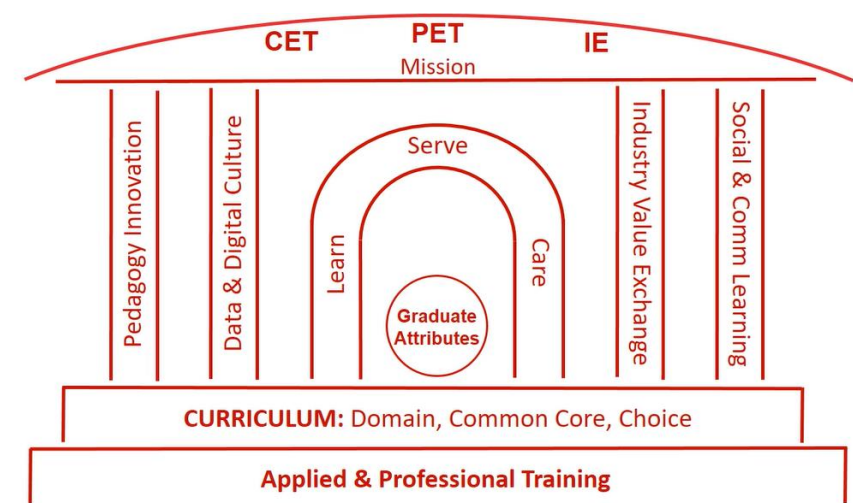 CET PET IE
Mission
Pedagogy Innovation
Data & Digital Culture
Serve
Learn
Care
Graduate
Attributes
Industry Value Exchange
Social & Comm Learning
CURRICULUM: Domain, Common Core, Choice
Applied & Professional Training